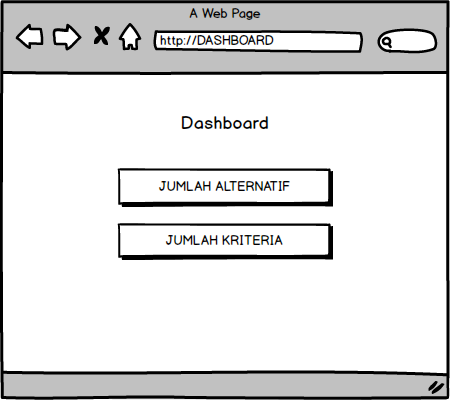 A Web Page
http://DASHBOARD
Dashboard
JUMLAH ALTERNATIF
JUMLAH KRITERIA